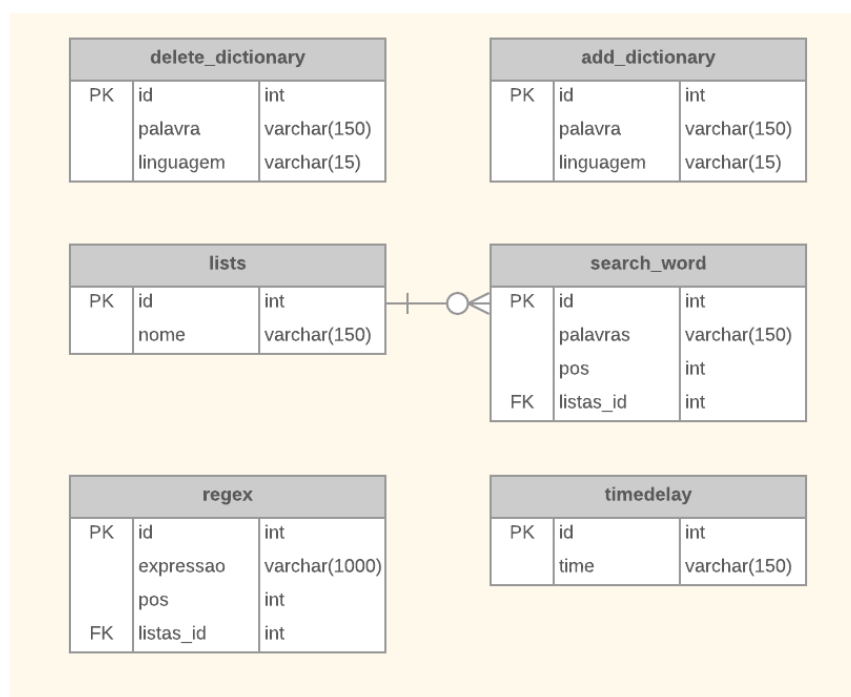 delete_dictionary
PK id int
palavra varchar(150)
linguagem varchar(15)
add_dictionary
PK id int
palavra varchar(150)
linguagem varchar(15)
lists
PK id int
nome varchar(150)
search_word
PK id int
palavras varchar(150)
pos int
FK listas_id int
regex
PK id int
expressao varchar(1000)
pos int
FK listas_id int
timedelay
PK id int
time varchar(150)